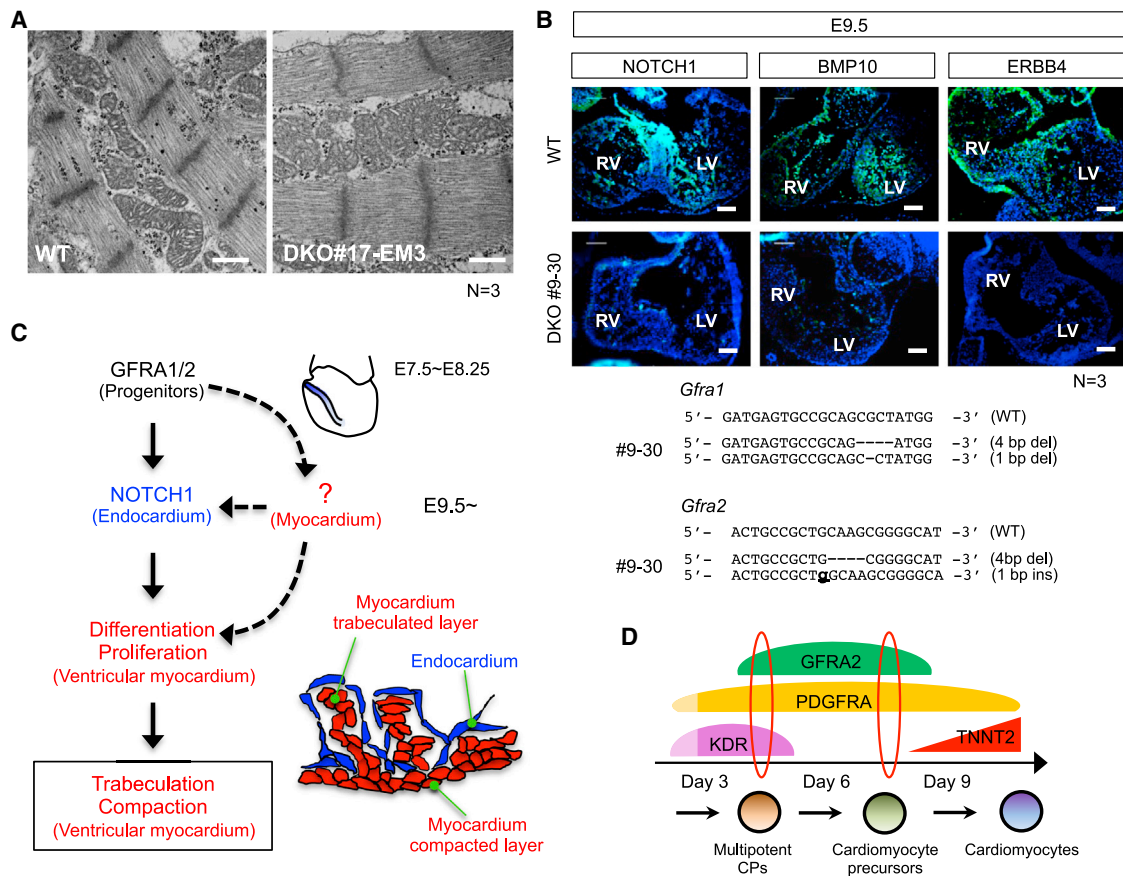 A
WT
DKO#17-EM3
N=3
B
E9.5
NOTCH1
BMP10
ERBB4
WT
RV
LV
RV
LV
RV
LV
DKO #9-30
RV
LV
RV
LV
RV
LV
N=3
Gfra1
5’– GATGAGTGCCGCAGCGCTATGG –3’ (WT)
#9-30
5’– GATGAGTGCCGCAG----ATGG –3’ (4 bp del)
5’– GATGAGTGCCGCAGC-CTATGG –3’ (1 bp del)
Gfra2
5’– ACTGCCGCTGCAAGCGGGGCAT –3’ (WT)
#9-30
5’– ACTGCCGCTG----CGGGGCAT –3’ (4bp del)
5’– ACTGCCGCTgGCAAGCGGGGCA –3’ (1 bp ins)
C
GFRA1/2
(Progenitors)
E7.5~E8.25
NOTCH1
(Endocardium)
?
(Myocardium)
E9.5~
Differentiation
Proliferation
(Ventricular myocardium)
Trabeculation
Compaction
(Ventricular myocardium)
Myocardium
trabeculated layer
Endocardium
Myocardium
compacted layer
D
GFRA2
PDGFRA
KDR
TNNT2
Day 3
Day 6
Day 9
Multipotent
CPs
Cardiomyocyte
precursors
Cardiomyocytes